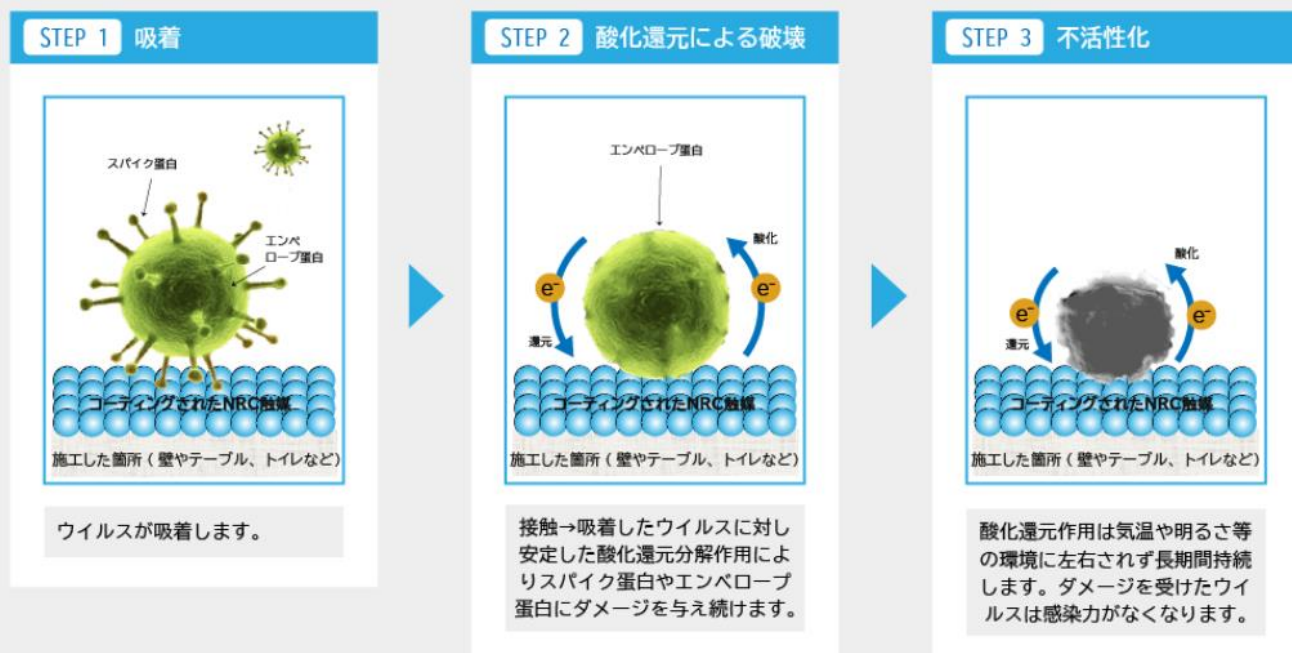 STEP 1 吸着
スパイク蛋白
エンベ
ロープ蛋白
コーティングされたNRC触媒
施工した箇所(壁やテーブル、トイレなど)
ウイルスが吸着します。
STEP 2 酸化還元による破壊
エンベロープ蛋白
酸化
e-
e-
還元
コーティングされたNRC触媒
施工した箇所(壁やテーブル、トイレなど)
接触→吸着したウイルスに対し
安定した酸化還元分解作用によ
りスパイク蛋白やエンベロープ
蛋白にダメージを与え続けます。
STEP 3 不活性化
酸化
e-
e-
還元
コーティングされたNRC触媒
施工した箇所(壁やテーブル、トイレなど)
酸化還元作用は気温や明るさ等
の環境に左右されず長期間持続
します。ダメージを受けたウイ
ルスは感染力がなくなります。